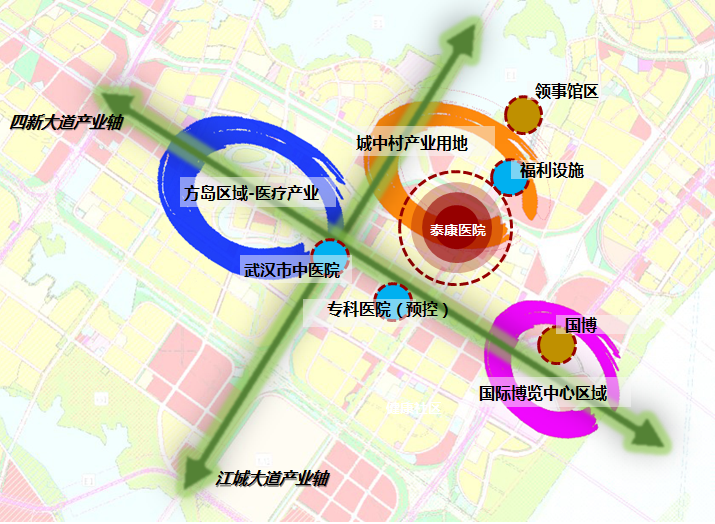 领事馆区
四新大道产业轴
城中村产业用地
福利设施
方岛区域-医疗产业
泰康医院
武汉市中医院
专科医院（预控）
国博
国际博览中心区域
江城大道产业轴